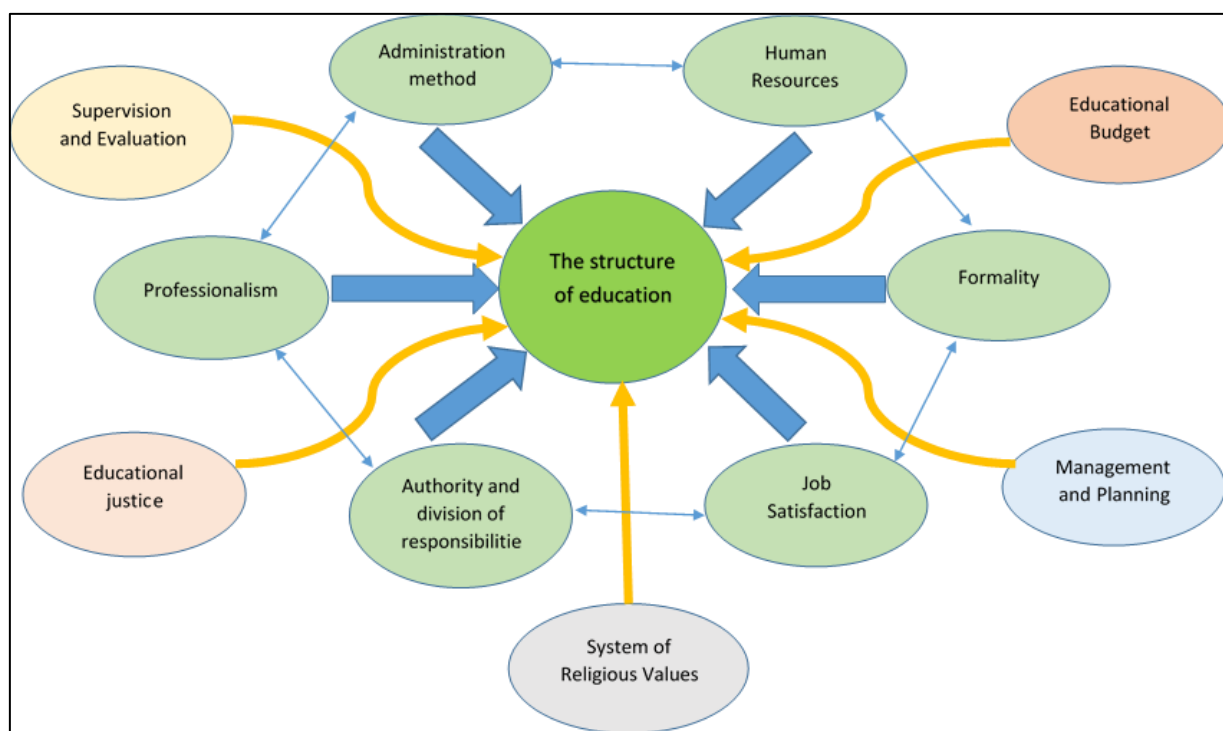 Administration
method
Human
Resources
Supervision
and Evaluation
Educational
Budget
The structure
of education
Professionalism
Formality
Educational
justice
Authority and
division of
responsibilitie
Job
Satisfaction
Management
and Planning
System of
Religious Values